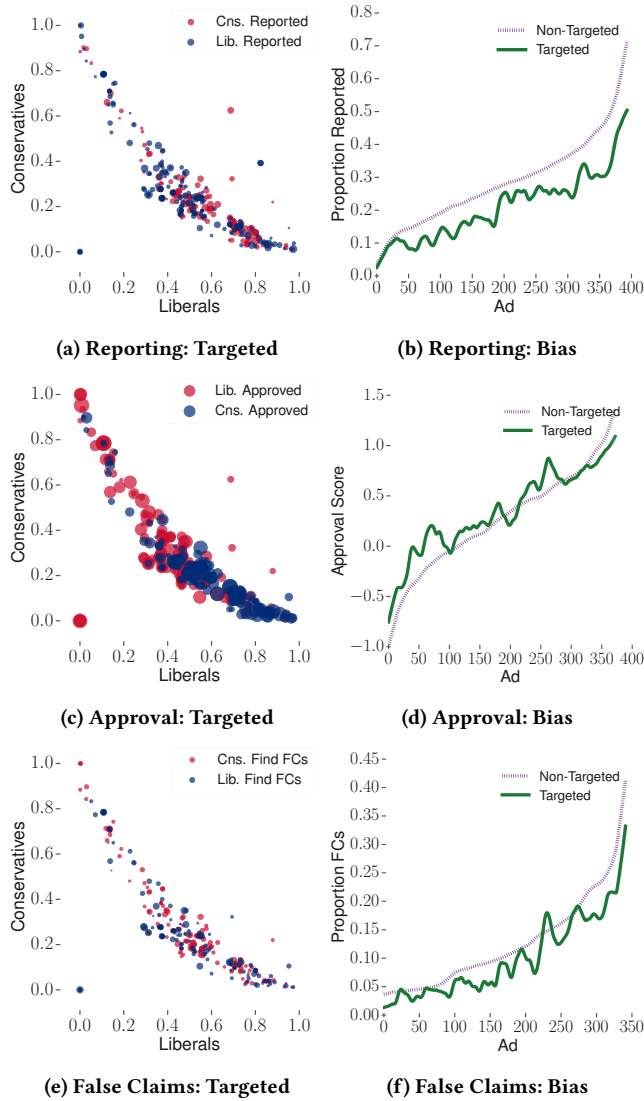 Cns. Reported
Lib. Reported
Conservatives
1.0
0.8
0.6
0.4
0.2
0.0
0.0 0.2 0.4 0.6 0.8 1.0
Liberals
(a) Reporting: Targeted
Non-Targeted
Targeted
Proportion Reported
0.8
0.7
0.6
0.5
0.4
0.3
0.2
0.1
0.0
0 50 100 150 200 250 300 350 400
Ad
(b) Reporting: Bias
Lib. Approved
Cns. Approved
Conservatives
1.0
0.8
0.6
0.4
0.2
0.0
0.0 0.2 0.4 0.6 0.8 1.0
Liberals
(c) Approval: Targeted
Non-Targeted
Targeted
Approval Score
1.5
1.0
0.5
0.0
−0.5
−1.0
0 50 100 150 200 250 300 350 400
Ad
(d) Approval: Bias
Cns. Find FCs
Lib. Find FCs
Conservatives
1.0
0.8
0.6
0.4
0.2
0.0
0.0 0.2 0.4 0.6 0.8 1.0
Liberals
(e) False Claims: Targeted
Non-Targeted
Targeted
Proportion FCs
0.45
0.40
0.35
0.30
0.25
0.20
0.15
0.10
0.05
0.00
0 50 100 150 200 250 300 350
Ad
(f) False Claims: Bias